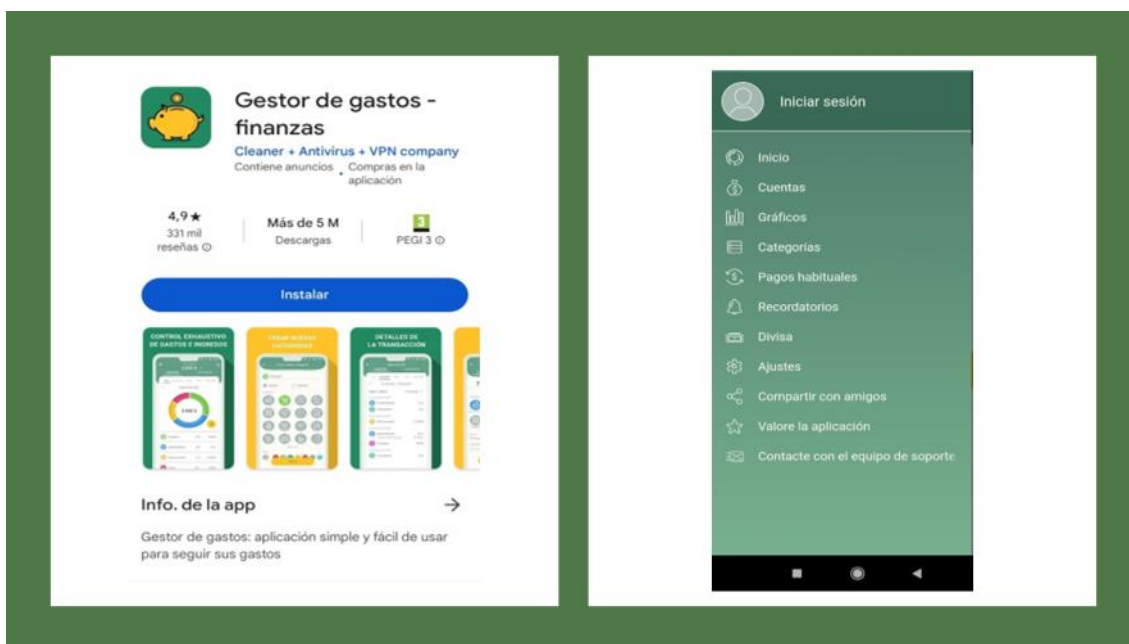 Gestor de gastos -
finanzas
Cleaner + Antivirus + VPN company
Contiene anuncios . Compras en la
aplicación
4,9 ★
331 mil
reseñas
Más de 5 M
Descargas
3
PEGI 3
Instalar
CONTROL EXHAUSTIVO
DE GASTOS E INGRESOS
CREAR NUEVAS
CATEGORÍAS
DETALLES DE
LA TRANSACCIÓN
Info. de la app →
Gestor de gastos: aplicación simple y fácil de usar
para seguir sus gastos
Iniciar sesión
Inicio
Cuentas
Gráficos
Categorías
Pagos habituales
Recordatorios
Divisa
Ajustes
Compartir con amigos
Valore la aplicación
Contacte con el equipo de soporte